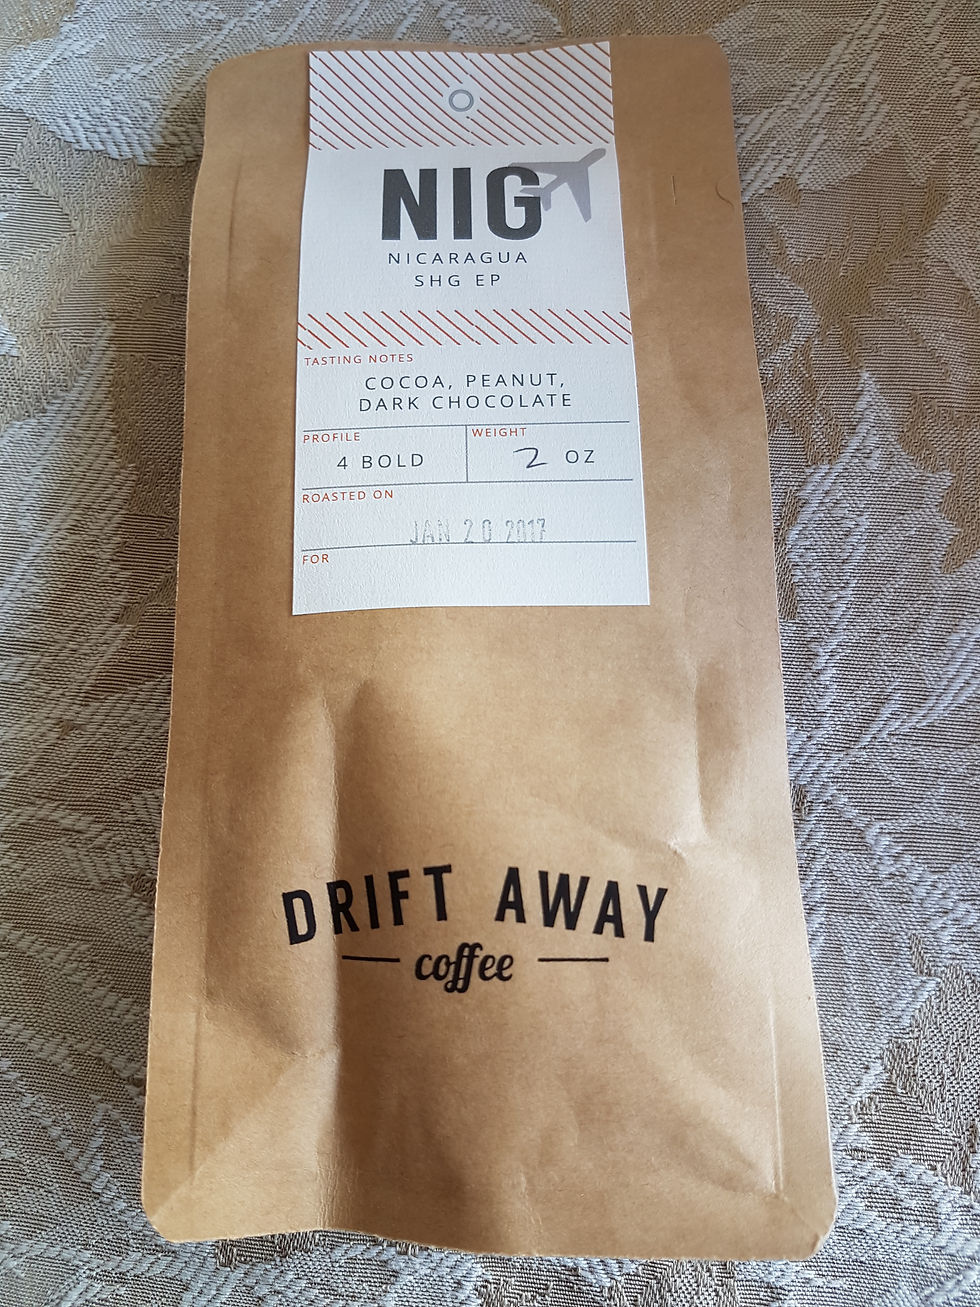 NIG
NICARAGUA
SHG EP
TASTING NOTES
COCOA, PEANUT,
DARK CHOCOLATE
PROFILE
4 BOLD
WEIGHT
2 OZ
ROASTED ON
JAN 20 2017
FOR
DRIFT AWAY
coffee